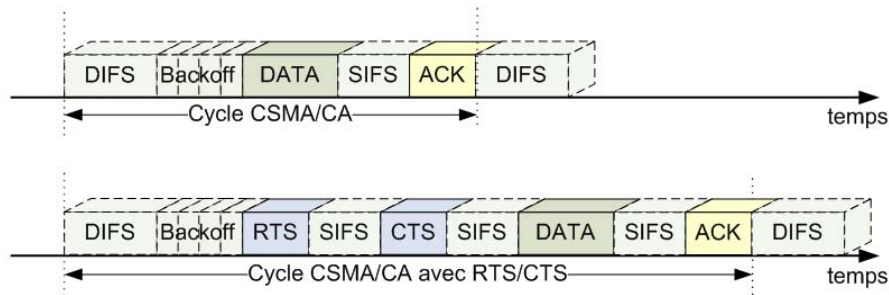 DIFS Backoff DATA SIFS ACK DIFS
Cycle CSMA/CA
temps
DIFS Backoff RTS SIFS CTS SIFS DATA SIFS ACK DIFS
Cycle CSMA/CA avec RTS/CTS
temps